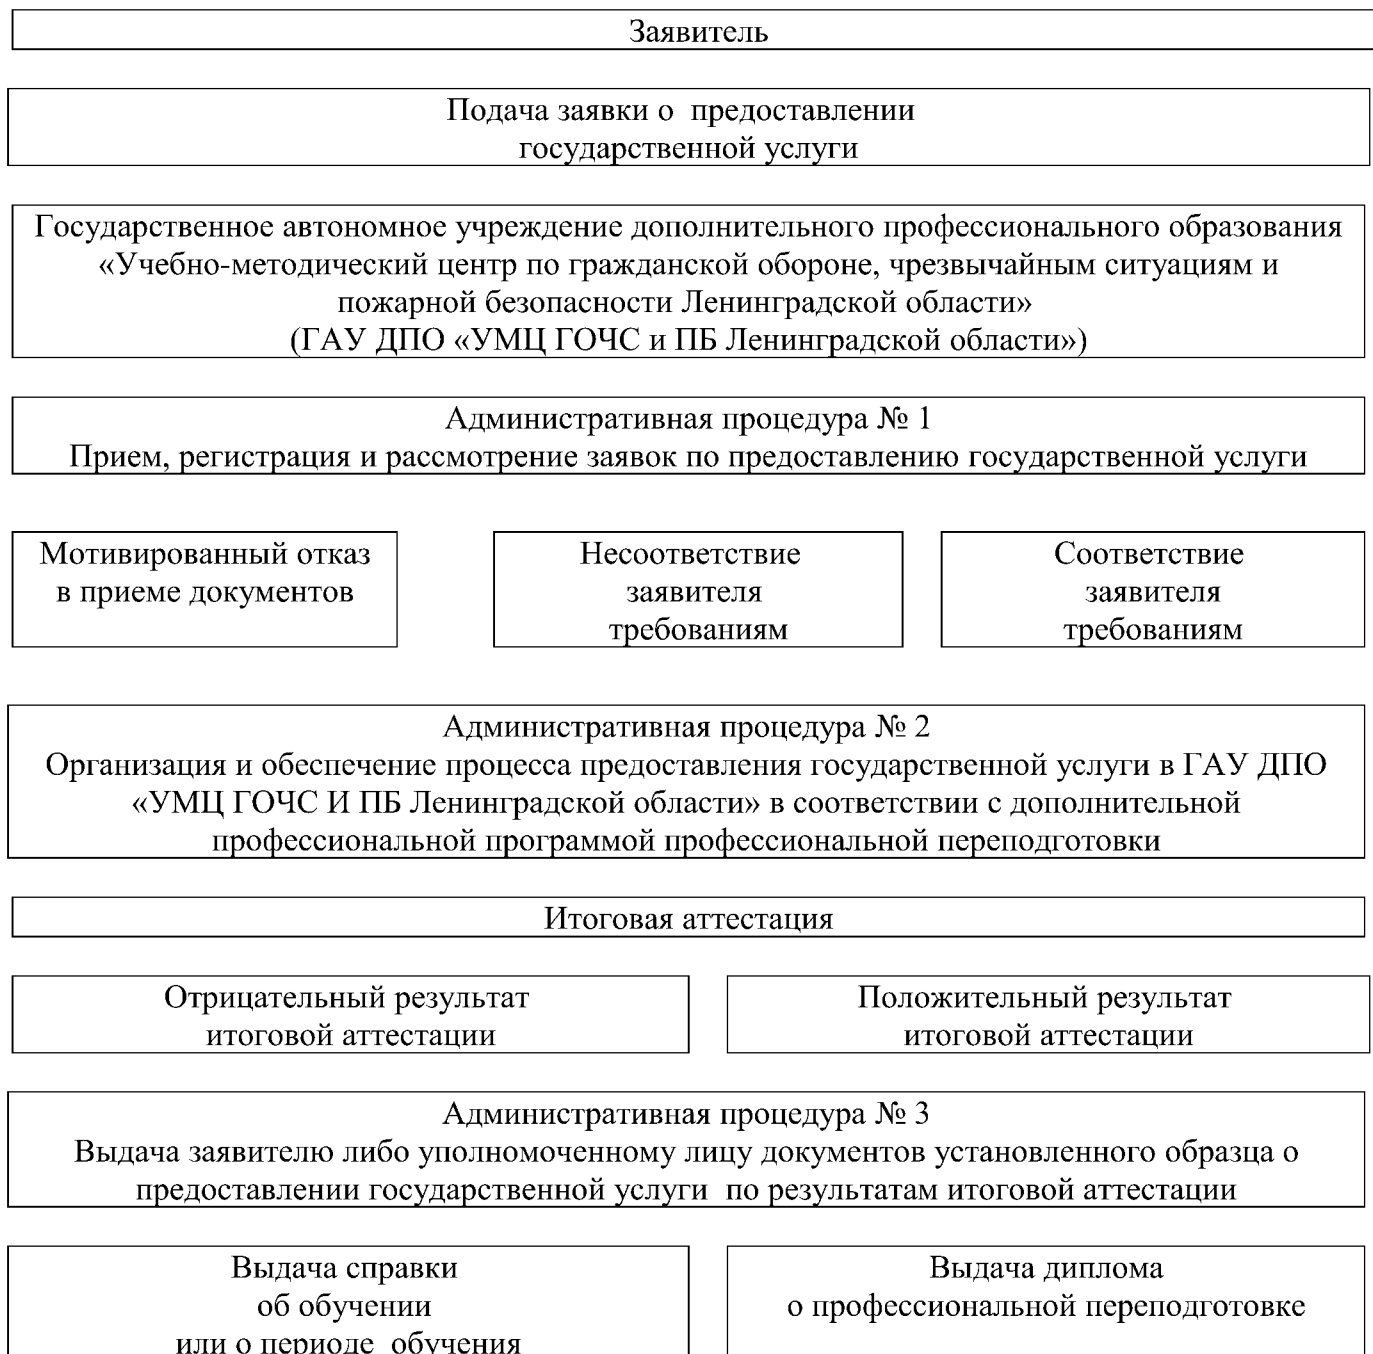 Заявитель
Подача заявки о  предоставлении
государственной услуги
Государственное автономное учреждение дополнительного профессионального образования
«Учебно-методический центр по гражданской обороне, чрезвычайным ситуациям и
пожарной безопасности Ленинградской области»
(ГАУ ДПО «УМЦ ГОЧС и ПБ Ленинградской области»)
Административная процедура № 1
Прием, регистрация и рассмотрение заявок по предоставлению государственной услуги
Мотивированный отказ
в приеме документов
Несоответствие
заявителя
требованиям
Соответствие
заявителя
требованиям
Административная процедура № 2
Организация и обеспечение процесса предоставления государственной услуги в ГАУ ДПО
«УМЦ ГОЧС И ПБ Ленинградской области» в соответствии с дополнительной
профессиональной программой профессиональной переподготовки
Итоговая аттестация
Отрицательный результат
итоговой аттестации
Положительный результат
итоговой аттестации
Административная процедура № 3
Выдача заявителю либо уполномоченному лицу документов установленного образца о
предоставлении государственной услуги  по результатам итоговой аттестации
Выдача справки
об обучении
или о периоде  обучения
Выдача диплома
о профессиональной переподготовке